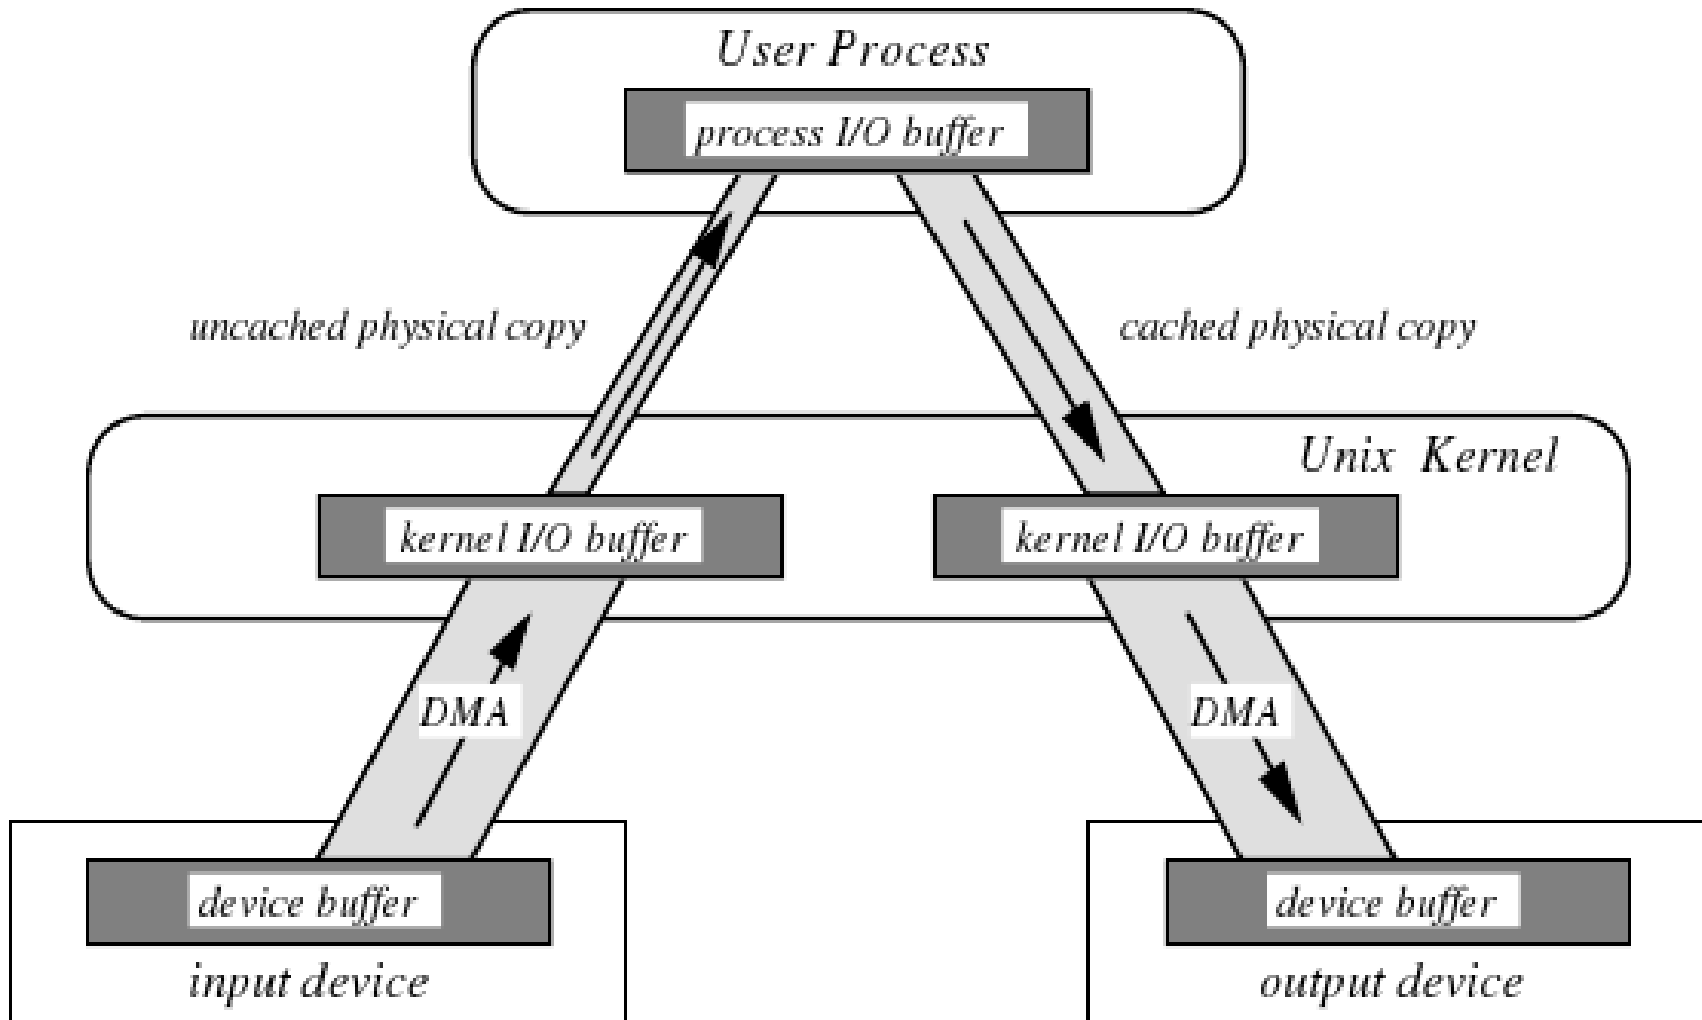 User Process
process I/O buffer
uncached physical copy
cached physical copy
Unix Kernel
kernel I/O buffer
kernel I/O buffer
DMA
DMA
device buffer
device buffer
input device
output device